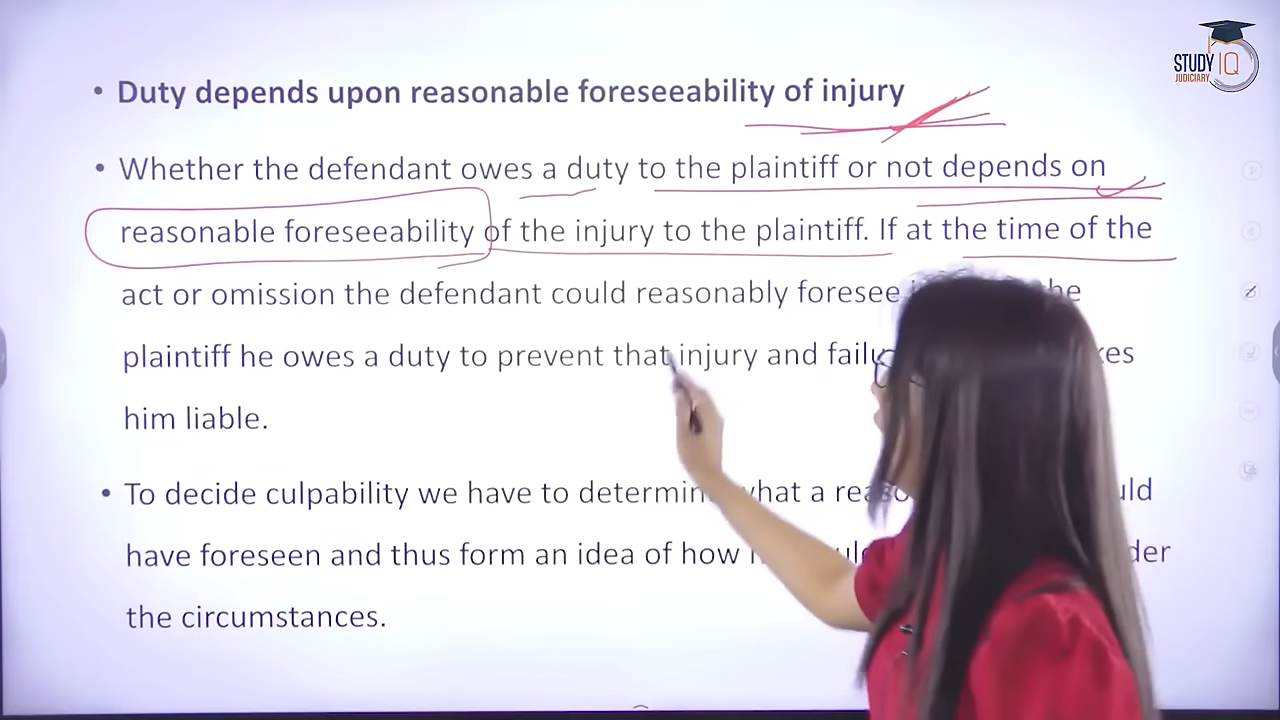 STUDY IQ
JUDICIARY
• Duty depends upon reasonable foreseeability of injury
• Whether the defendant owes a duty to the plaintiff or not depends on
reasonable foreseeability of the injury to the plaintiff. If at the time of the
act or omission the defendant could reasonably foresee
plaintiff he owes a duty to prevent that injury and
him liable.
• To decide culpability we have to what a
have foreseen and thus form an idea of how
the circumstances.